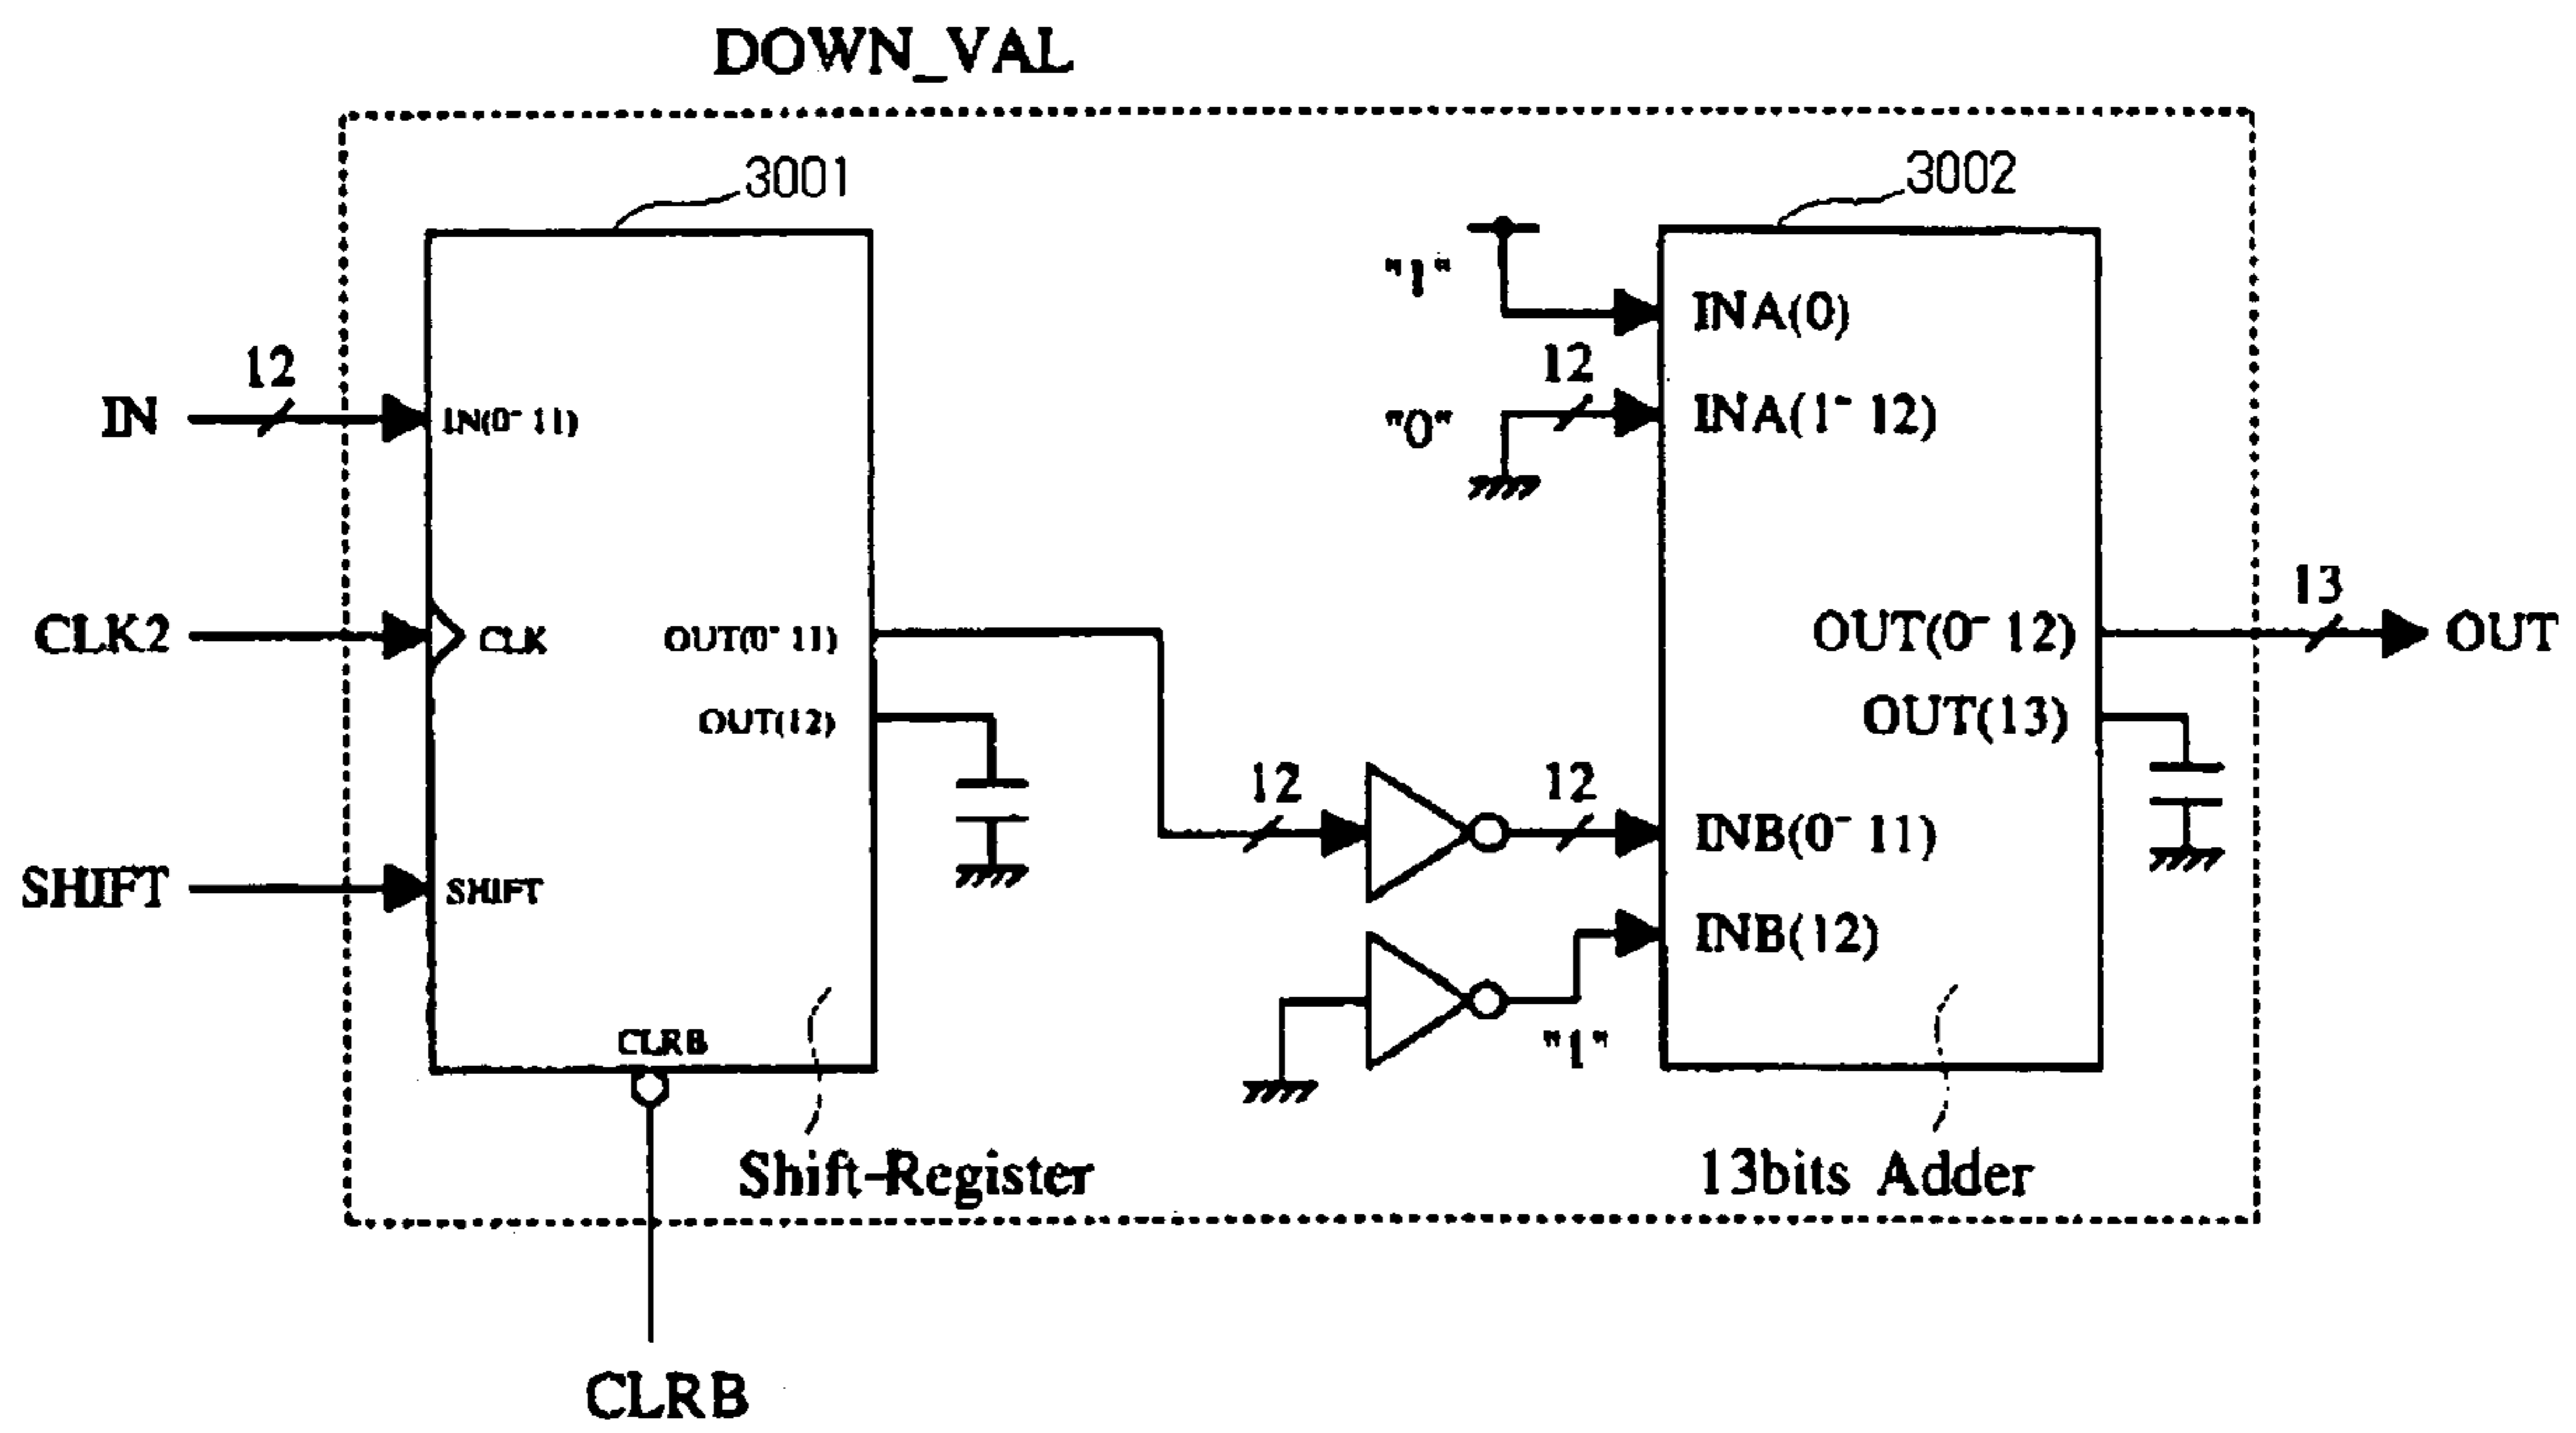 DOWN_VAL
3001
3002
"1"
INA(0)
12
12
IN
IN(0- 11)
"0"
INA(1- 12)
13
CLK2
CLK
OUT(0- 11)
OUT(0- 12)
OUT
OUT(12)
OUT(13)
12
12
INB(0- 11)
SHIFT
SHIFT
INB(12)
"1"
CLRB
Shift-Register
13bits Adder
CLRB